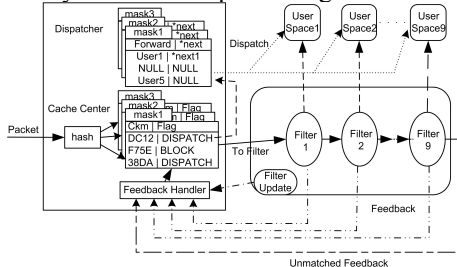 Dispatcher
mask3
mask2 | *next
mask1 | *next
Forward | *next
User1 | *next1
NULL | NULL
User5 | NULL
User Space1
User Space2
User Space9
Dispatch
Cache Center
mask3
mask2
mask1 | Flag
Ckm | Flag
Ckm | Flag
DC12 | DISPATCH
F75E | BLOCK
38DA | DISPATCH
Packet
hash
To Filter
Filter 1
Filter 2
Filter 9
Filter Update
Feedback Handler
Feedback
Unmatched Feedback